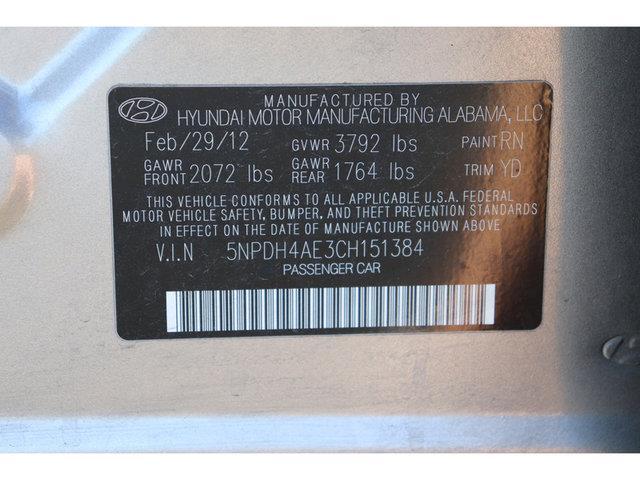 MANUFACTURED BY
HYUNDAI MOTOR MANUFACTURING ALABAMA, LLC
Feb/29/12 GVWR 3792 lbs PAINT RN
GAWR FRONT 2072 lbs GAWR REAR 1764 lbs TRIM YD
THIS VEHICLE CONFORMS TO ALL APPLICABLE U.S.A. FEDERAL
MOTOR VEHICLE SAFETY, BUMPER, AND THEFT PREVENTION STANDARDS
IN EFFECT ON THE DATE OF MANUFACTURE SHOWN ABOVE
V.I.N 5NPDH4AE3CH151384
PASSENGER CAR